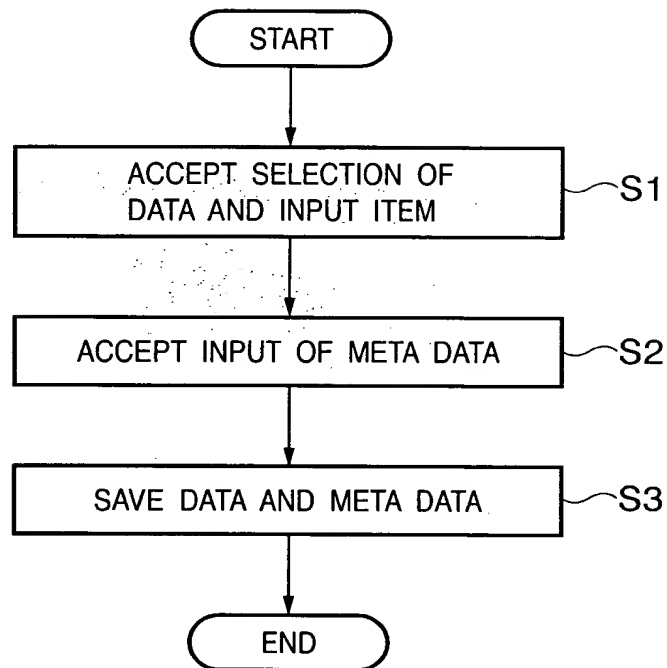 START
ACCEPT SELECTION OF
DATA AND INPUT ITEM
S1
ACCEPT INPUT OF META DATA
S2
SAVE DATA AND META DATA
S3
END